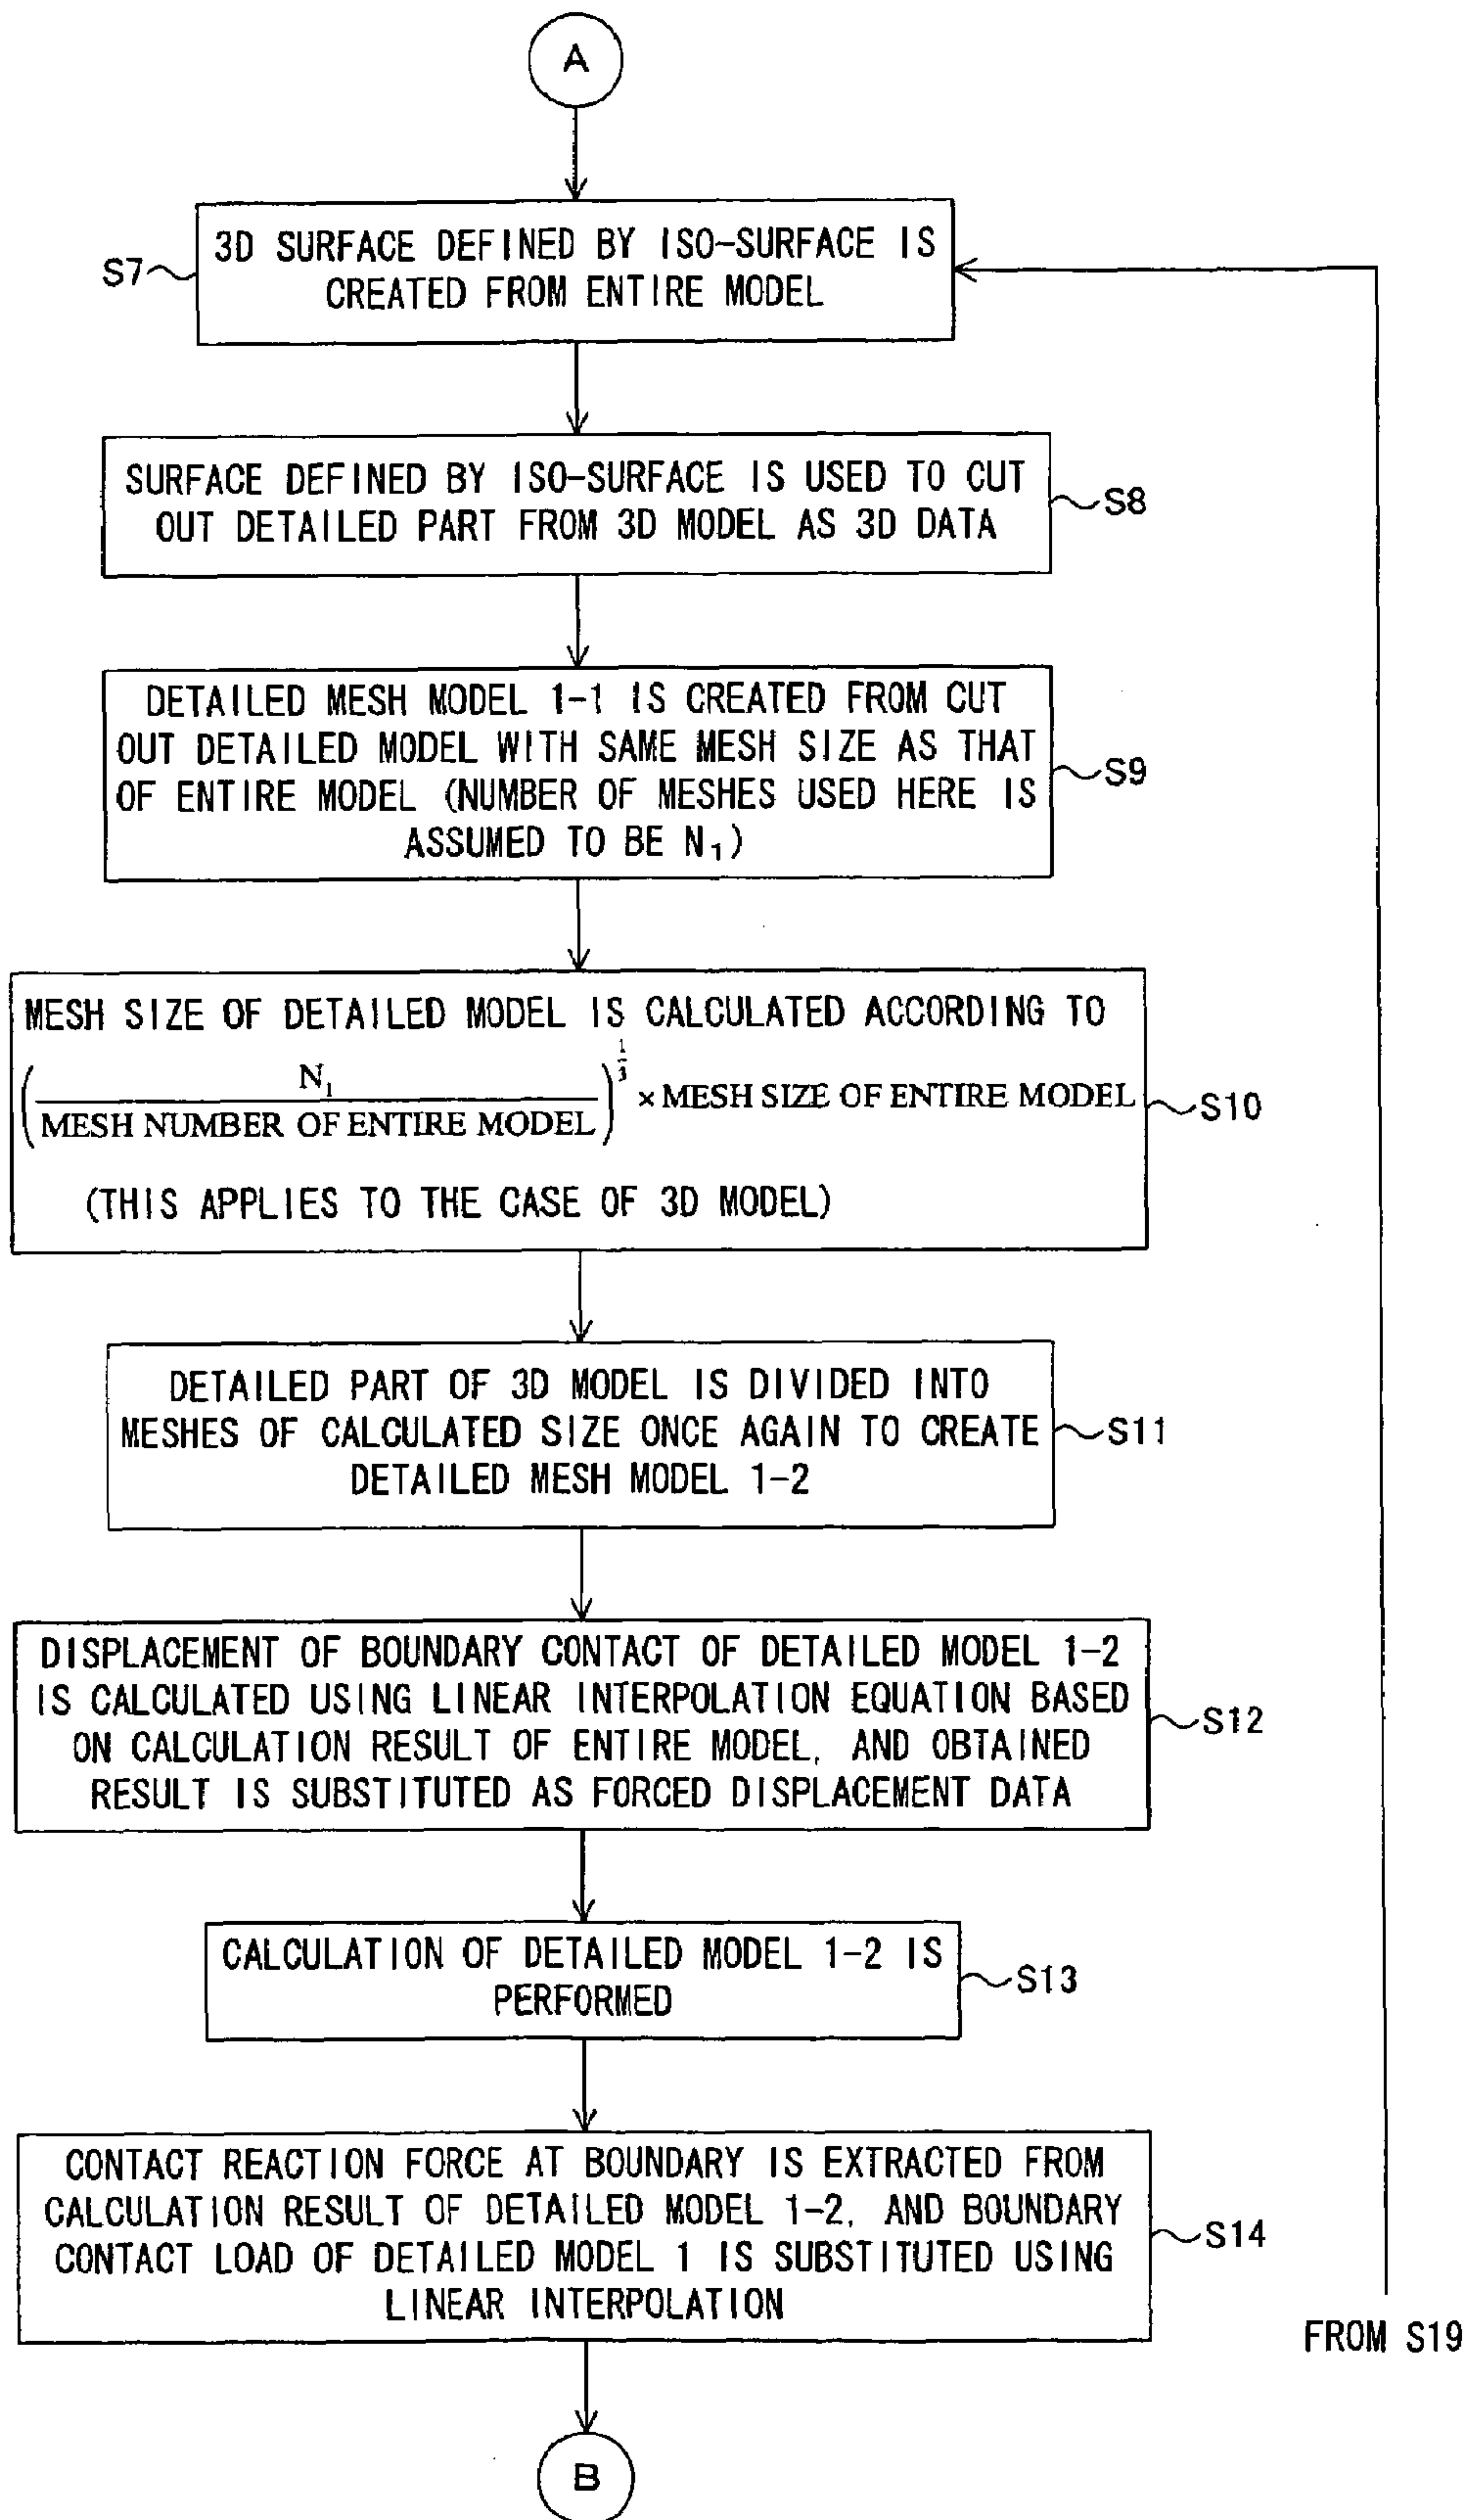 A
3D SURFACE DEFINED BY ISO-SURFACE IS
CREATED FROM ENTIRE MODEL
S7
SURFACE DEFINED BY ISO-SURFACE IS USED TO CUT
OUT DETAILED PART FROM 3D MODEL AS 3D DATA
S8
DETAILED MESH MODEL 1-1 IS CREATED FROM CUT
OUT DETAILED MODEL WITH SAME MESH SIZE AS THAT
OF ENTIRE MODEL (NUMBER OF MESHES USED HERE IS
ASSUMED TO BE N₁)
S9
MESH SIZE OF DETAILED MODEL IS CALCULATED ACCORDING TO
(N₁ / MESH NUMBER OF ENTIRE MODEL)^(1/3) × MESH SIZE OF ENTIRE MODEL
(THIS APPLIES TO THE CASE OF 3D MODEL)
S10
DETAILED PART OF 3D MODEL IS DIVIDED INTO
MESHES OF CALCULATED SIZE ONCE AGAIN TO CREATE
DETAILED MESH MODEL 1-2
S11
DISPLACEMENT OF BOUNDARY CONTACT OF DETAILED MODEL 1-2
IS CALCULATED USING LINEAR INTERPOLATION EQUATION BASED
ON CALCULATION RESULT OF ENTIRE MODEL, AND OBTAINED
RESULT IS SUBSTITUTED AS FORCED DISPLACEMENT DATA
S12
CALCULATION OF DETAILED MODEL 1-2 IS
PERFORMED
S13
CONTACT REACTION FORCE AT BOUNDARY IS EXTRACTED FROM
CALCULATION RESULT OF DETAILED MODEL 1-2, AND BOUNDARY
CONTACT LOAD OF DETAILED MODEL 1 IS SUBSTITUTED USING
LINEAR INTERPOLATION
S14
FROM S19
B